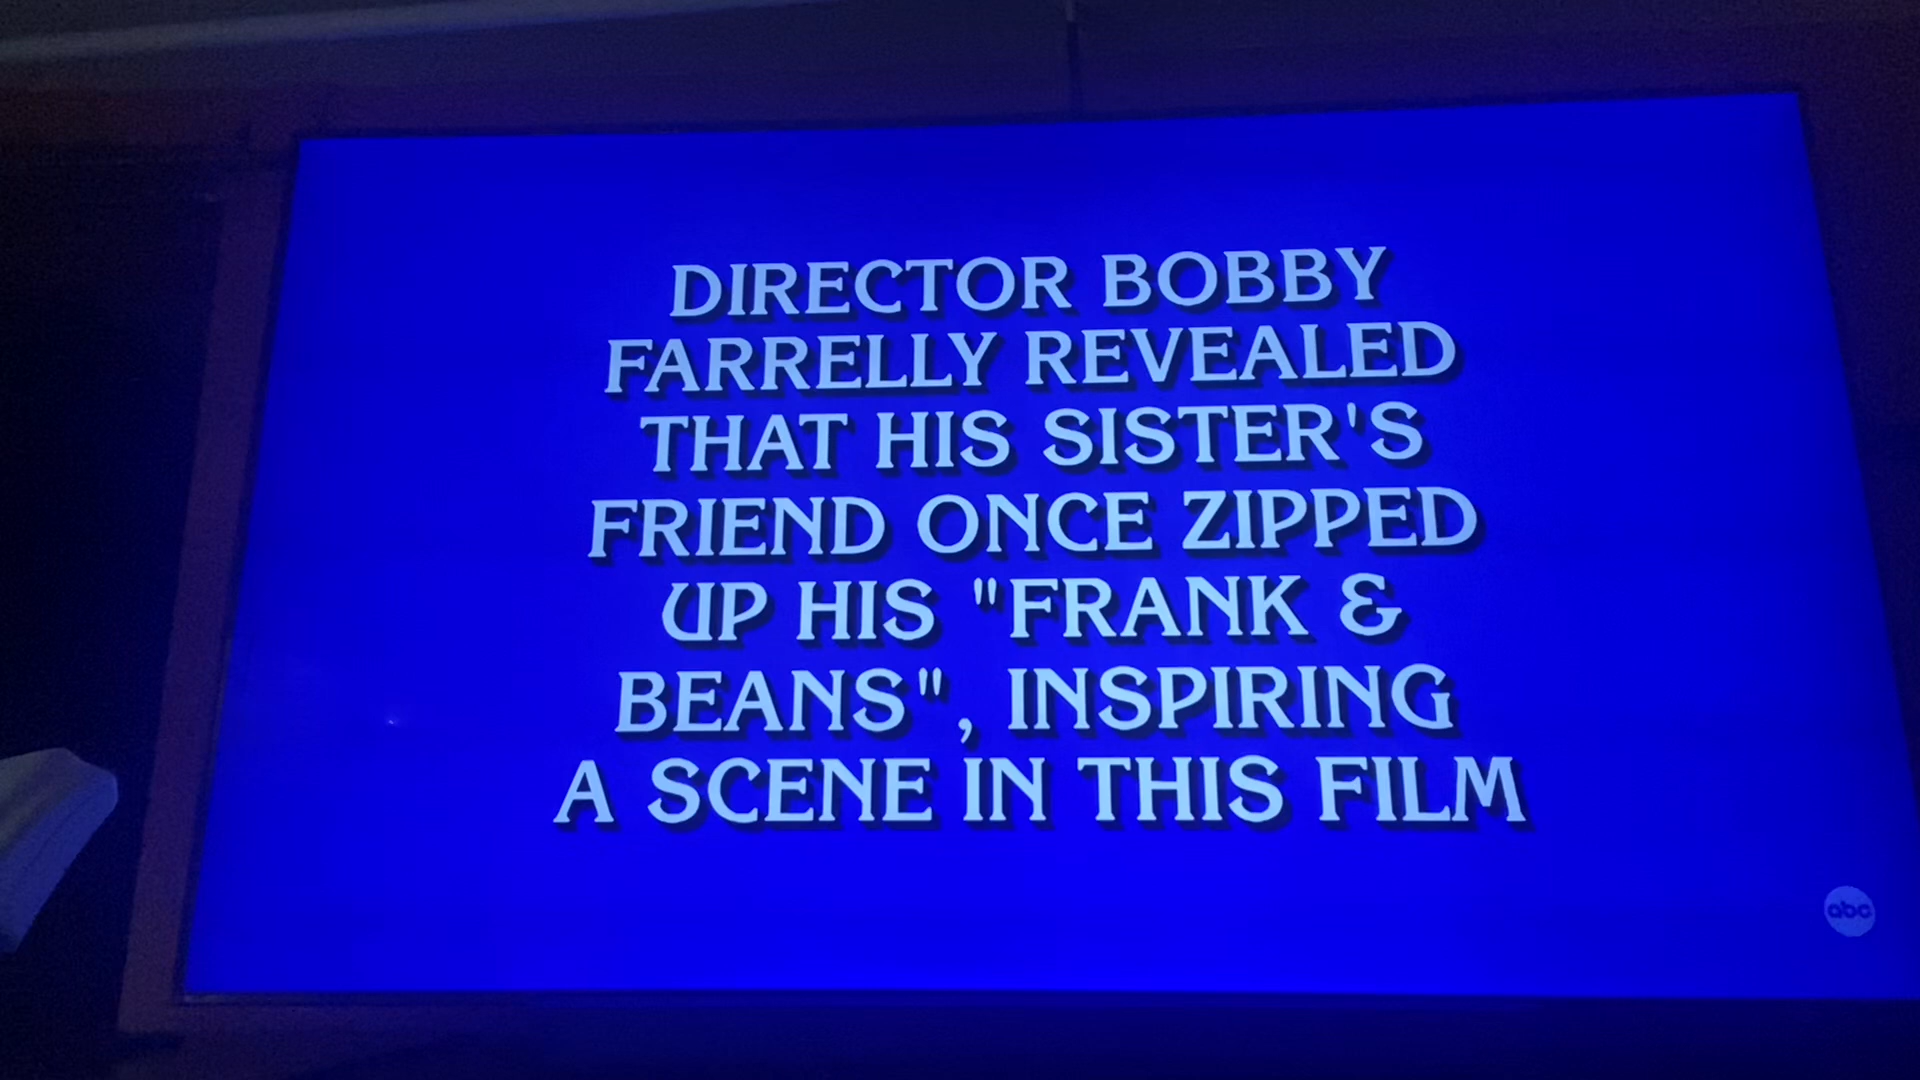 DIRECTOR BOBBY
FARRELLY REVEALED
THAT HIS SISTER'S
FRIEND ONCE ZIPPED
UP HIS "FRANK &
BEANS", INSPIRING
A SCENE IN THIS FILM
abc